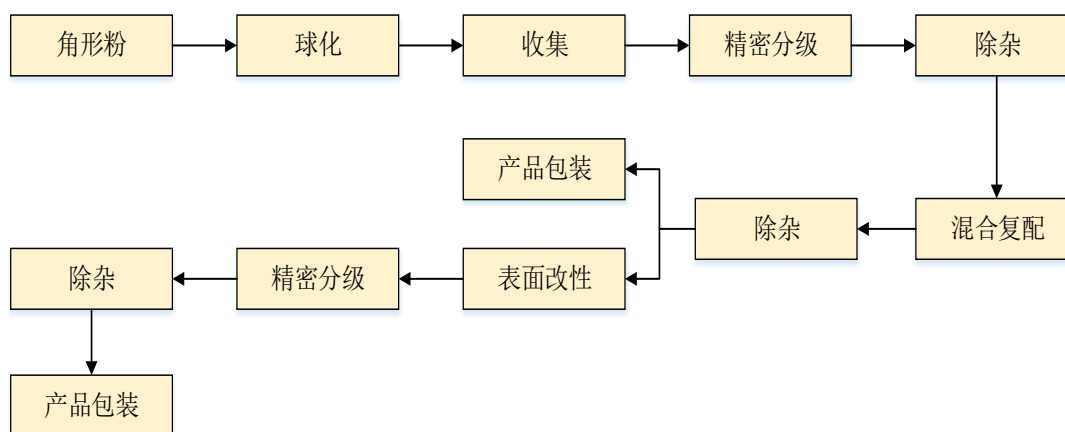 角形粉
球化
收集
精密分级
除杂
产品包装
除杂
混合复配
除杂
精密分级
表面改性
产品包装